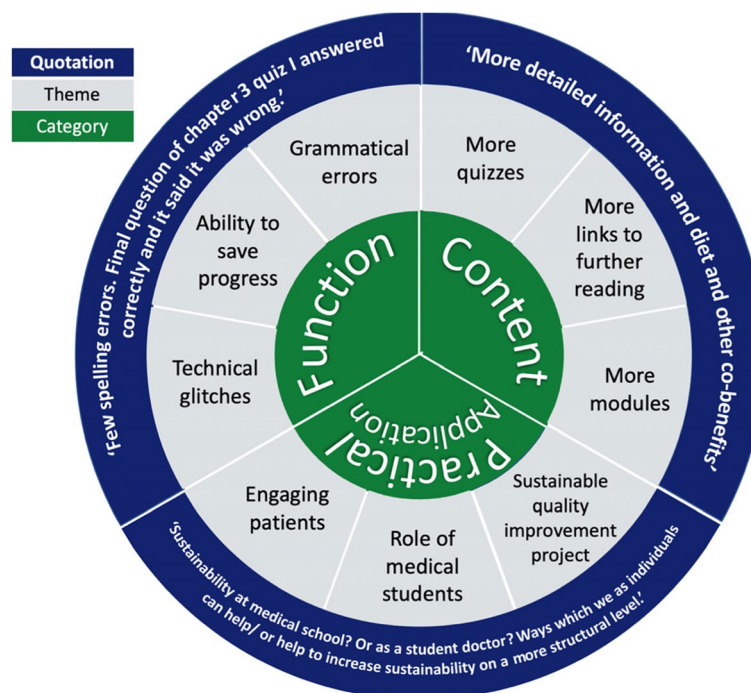 Quotation
Theme
Category
'Few spelling errors. Final question of chapter 3 quiz I answered
correctly and it said it was wrong.'
'More detailed information and diet and other co-benefits'
Grammatical
errors
More
quizzes
Ability to
save
progress
More
links to
further
reading
Technical
glitches
More
modules
Function
Content
Practical
Application
Engaging
patients
Role of
medical
students
Sustainable
quality
improvement
project
'Sustainability at medical school? Or as a student doctor? Ways which we as individuals
can help/ or help to increase sustainability on a more structural level.'